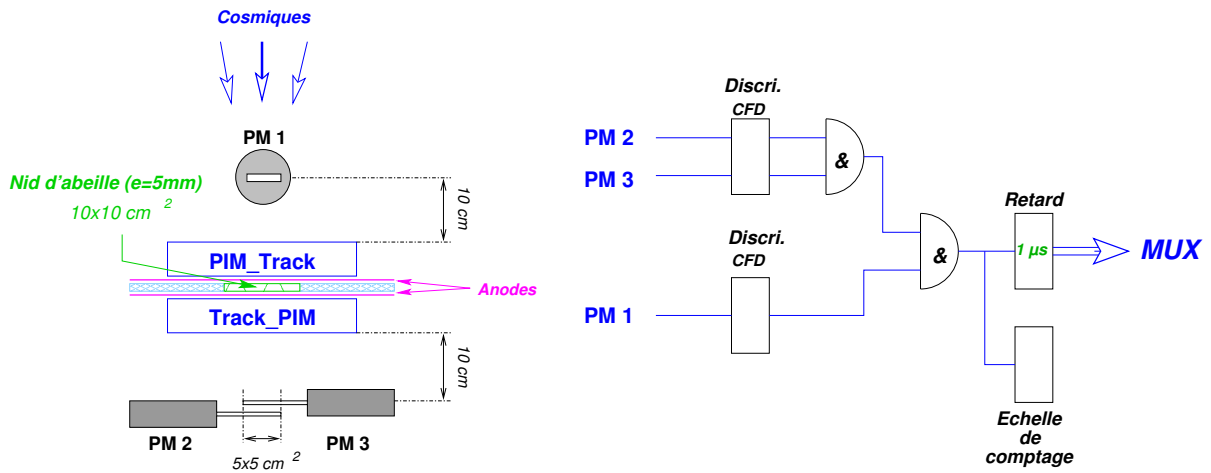 Cosmiques
PM 1
Nid d'abeille (e=5mm)
10x10 cm 2
10 cm
PIM_Track
Anodes
Track_PIM
10 cm
PM 2
PM 3
5x5 cm 2
Discri.
CFD
PM 2
PM 3
&
Discri.
CFD
PM 1
&
Retard
1 µs
MUX
Echelle
de
comptage